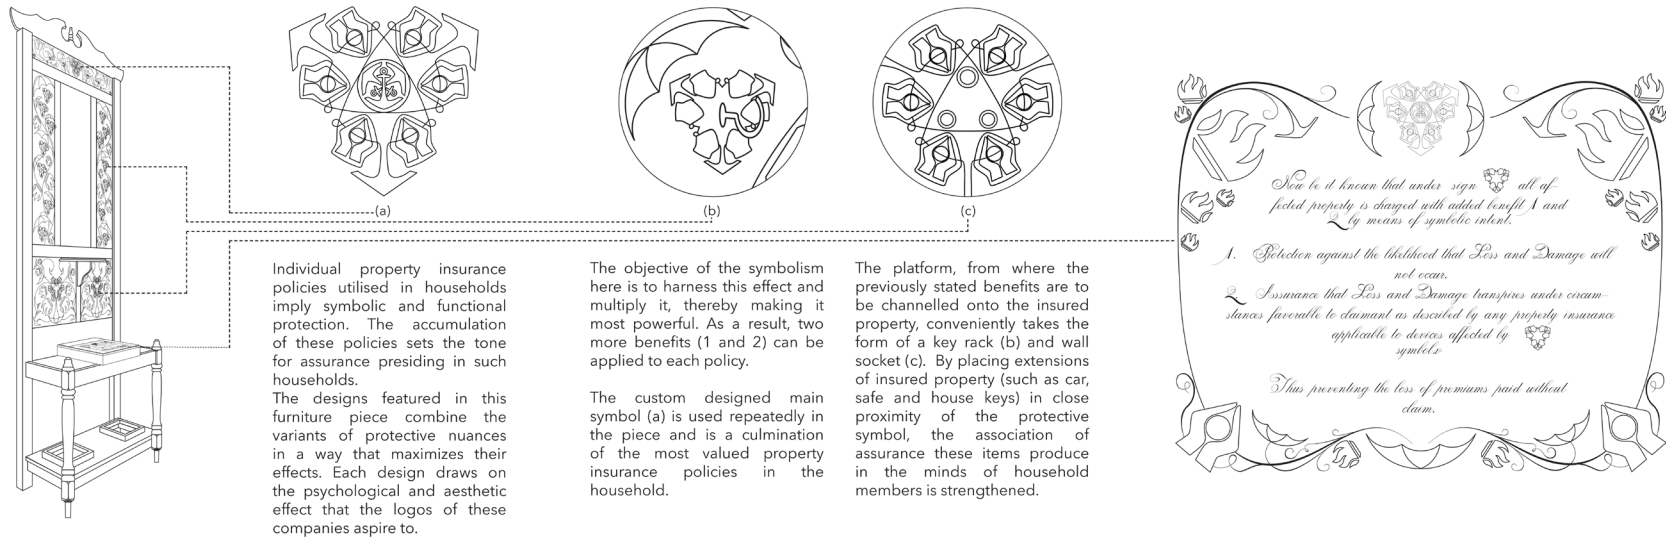 (a)
(b)
(c)
Individual property insurance
policies utilised in households
imply symbolic and functional
protection. The accumulation
of these policies sets the tone
for assurance presiding in such
households.
The designs featured in this
furniture piece combine the
variants of protective nuances
in a way that maximizes their
effects. Each design draws on
the psychological and aesthetic
effect that the logos of these
companies aspire to.
The objective of the symbolism
here is to harness this effect and
multiply it, thereby making it
most powerful. As a result, two
more benefits (1 and 2) can be
applied to each policy.
The custom designed main
symbol (a) is used repeatedly in
the piece and is a culmination
of the most valued property
insurance policies in the
household.
The platform, from where the
previously stated benefits are to
be channelled onto the insured
property, conveniently takes the
form of a key rack (b) and wall
socket (c). By placing extensions
of insured property (such as car,
safe and house keys) in close
proximity of the protective
symbol, the association of
assurance these items produce
in the minds of household
members is strengthened.
Now be it known that under sign all af-
fected property is charged with added benefit 1 and
2 by means of symbolic intent.
1. Protection against the likelihood that Loss and Damage will
not occur.
2 Assurance that Loss and Damage transpires under circum-
stances favorable to claimant as described by any property insurance
applicable to devices affected by
symbols
Thus preventing the loss of premiums paid without
claim.